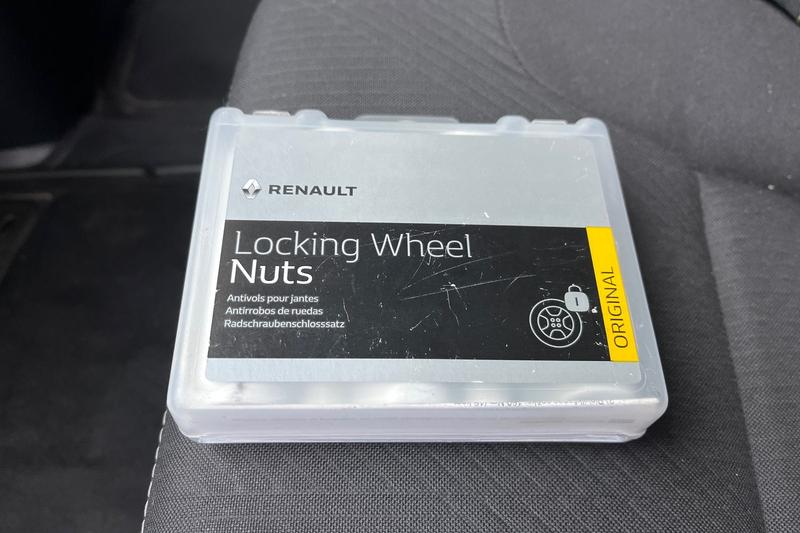 RENAULT
Locking Wheel
Nuts
Antivols pour jantes
Antirrobos de ruedas
Radschraubenschlosssatz
ORIGINAL